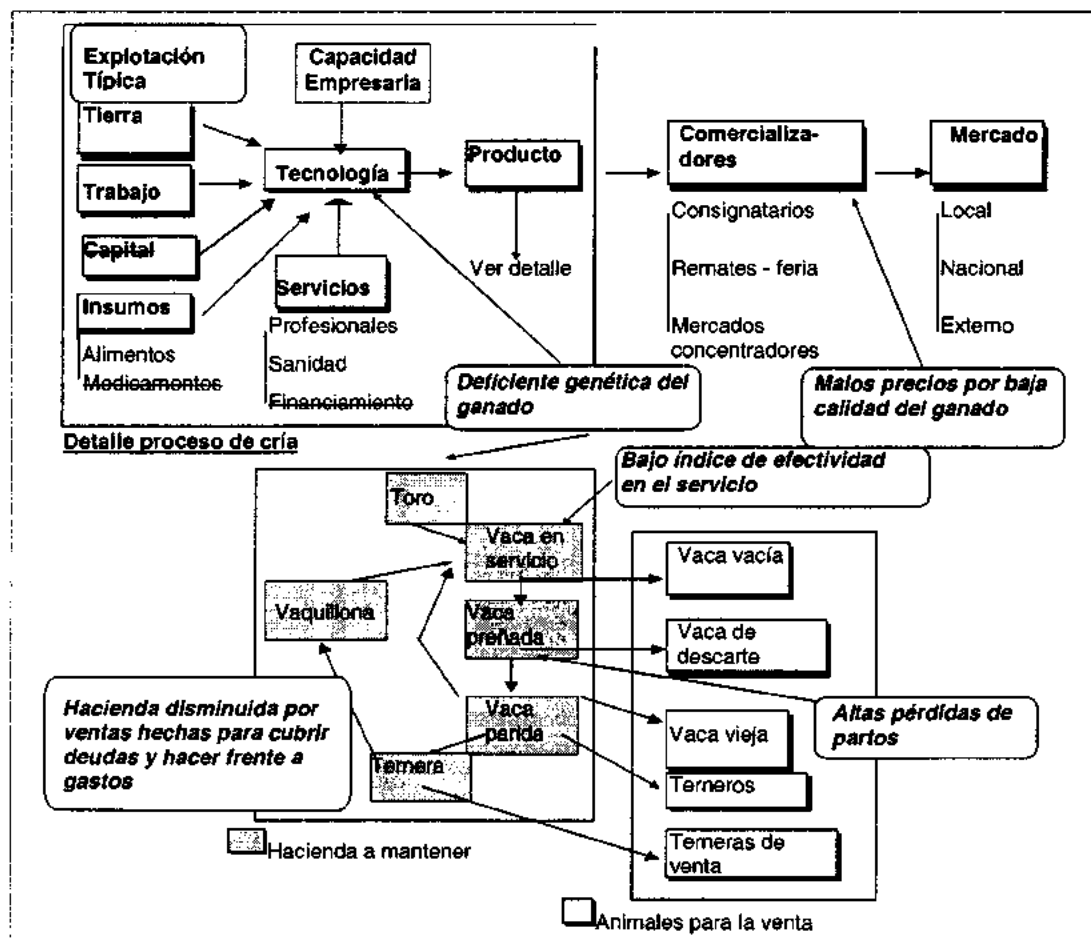 Explotación
Típica
Capacidad
Empresaria
Tierra
Trabajo
Capital
Insumos
Alimentos
Medicamentos
Tecnología
Servicios
Profesionales
Sanidad
Financiamiento
Producto
Ver detalle
Comercializa-
dores
Consignatarios
Remates - feria
Mercados
concentradores
Mercado
Local
Nacional
Externo
Deficiente genética del
ganado
Malos precios por baja
calidad del ganado
Detalle proceso de cría
Bajo índice de efectividad
en el servicio
Toro
Vaca en
servicio
Vaquillona
Vaca
preñada
Vaca
parida
Ternera
Vaca vacía
Vaca de
descarte
Vaca vieja
Terneros
Terneras de
venta
Hacienda disminuida por
ventas hechas para cubrir
deudas y hacer frente a
gastos
Altas pérdidas de
partos
Hacienda a mantener
Animales para la venta